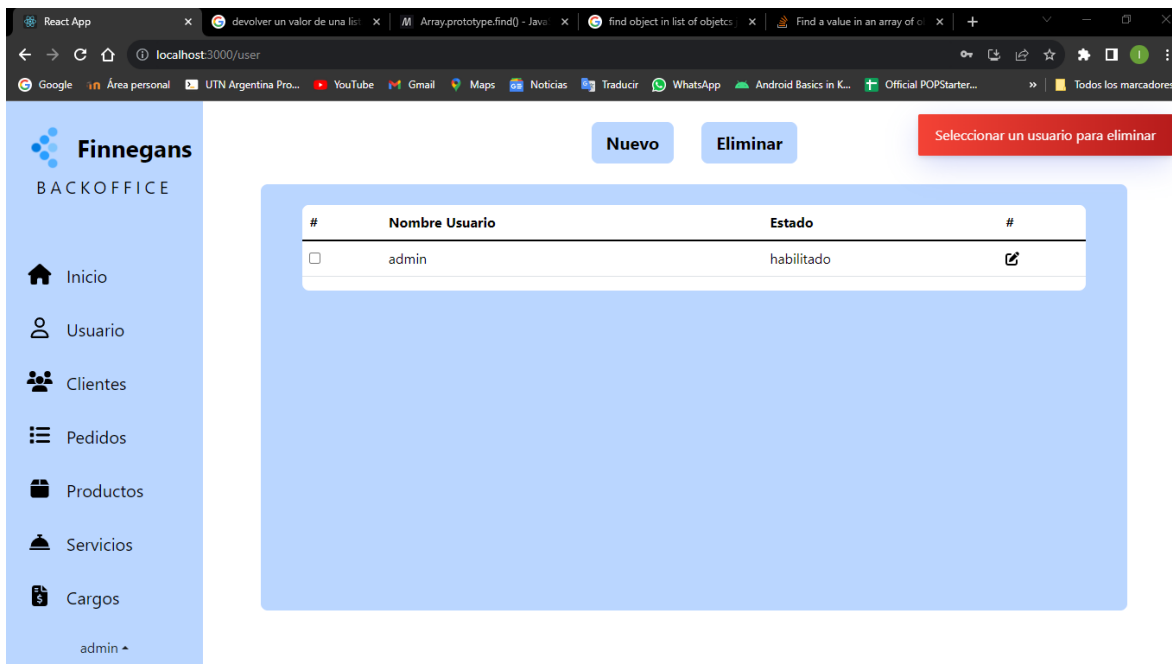 React App
devolver un valor de una list
Array.prototype.find() - Java
find object in list of objetcs
Find a value in an array of o
localhost:3000/user
I
Google
Área personal
UTN Argentina Pro...
YouTube
Gmail
Maps
Noticias
Traducir
WhatsApp
Android Basics in K...
Official POPStarter...
»
Todos los marcadores
Finnegans
BACKOFFICE
Nuevo
Eliminar
Seleccionar un usuario para eliminar
# Nombre Usuario Estado #
admin habilitado
Inicio
Usuario
Clientes
Pedidos
Productos
Servicios
Cargos
admin